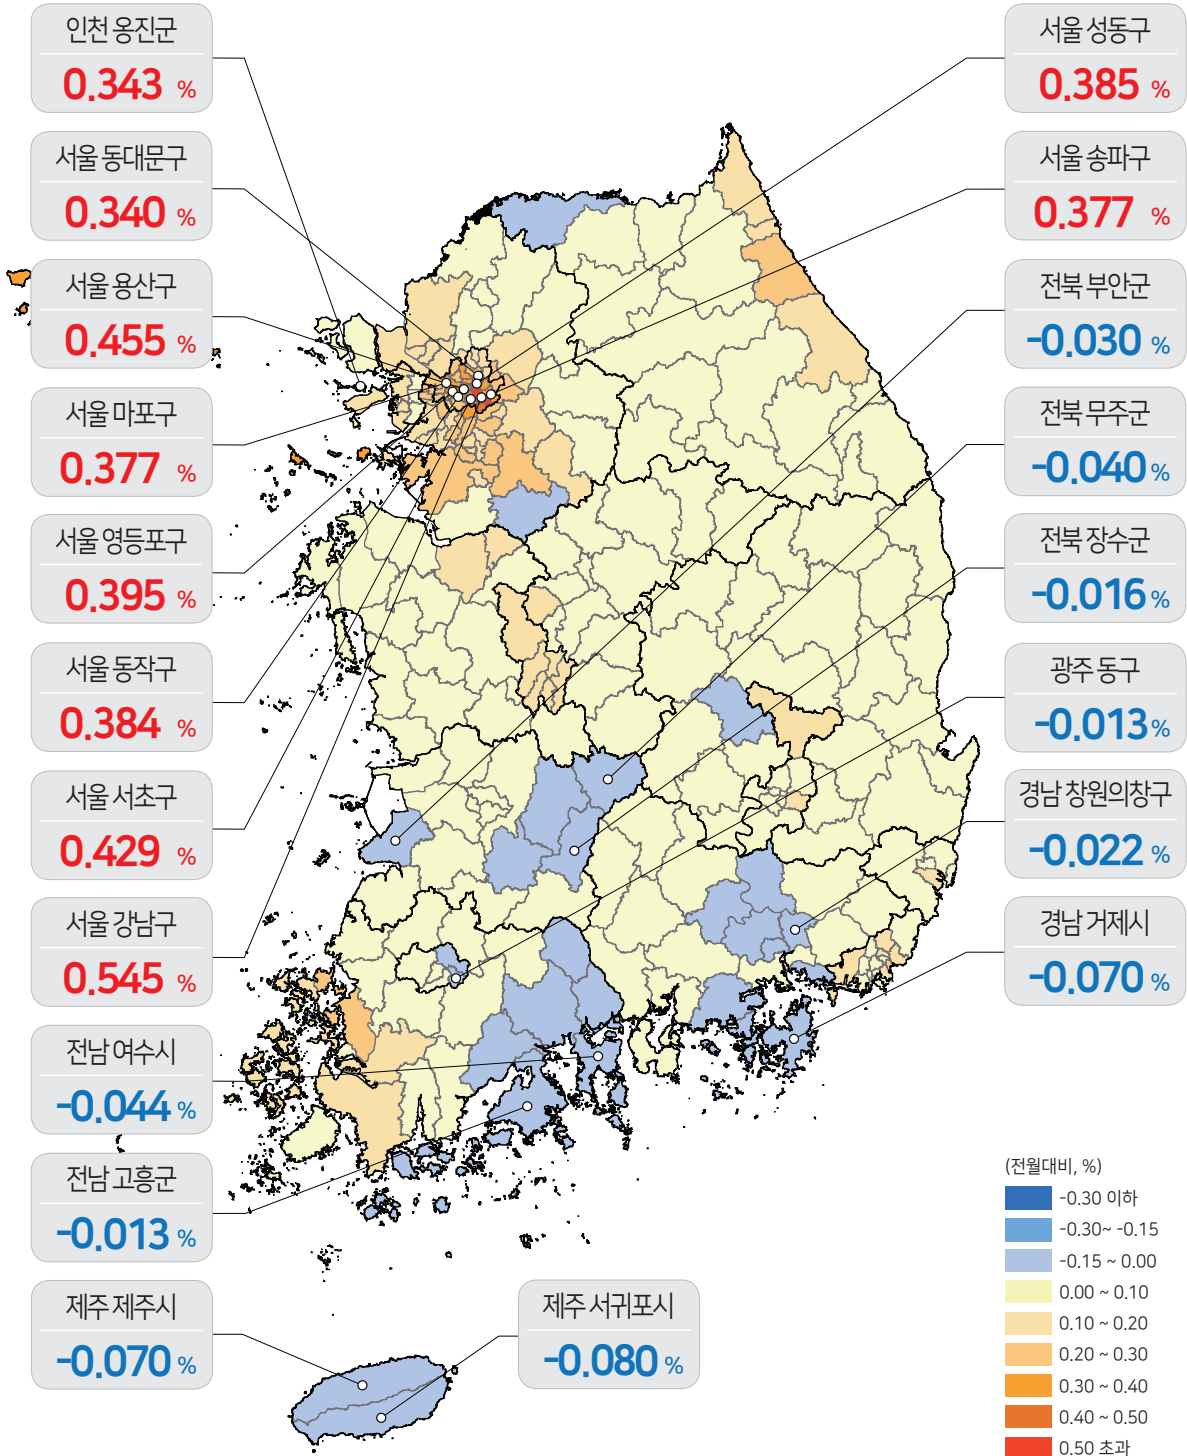 인천 옹진군
0.343 %
서울 동대문구
0.340 %
서울 용산구
0.455 %
서울 마포구
0.377 %
서울 영등포구
0.395 %
서울 동작구
0.384 %
서울 서초구
0.429 %
서울 강남구
0.545 %
전남 여수시
-0.044 %
전남 고흥군
-0.013 %
제주 제주시
-0.070 %
제주 서귀포시
-0.080 %
서울 성동구
0.385 %
서울 송파구
0.377 %
전북 부안군
-0.030 %
전북 무주군
-0.040 %
전북 장수군
-0.016 %
광주 동구
-0.013 %
경남 창원의창구
-0.022 %
경남 거제시
-0.070 %
(전월대비, %)
-0.30 이하
-0.30~ -0.15
-0.15 ~ 0.00
0.00 ~ 0.10
0.10 ~ 0.20
0.20 ~ 0.30
0.30 ~ 0.40
0.40 ~ 0.50
0.50 초과